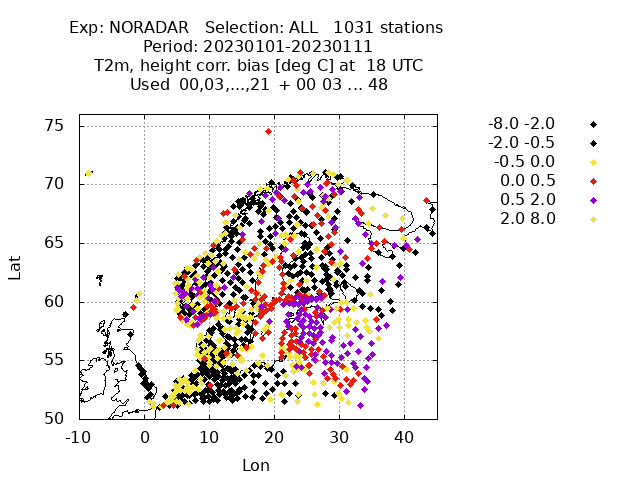 Exp: NORADAR   Selection: ALL   1031 stations
Period: 20230101-20230111
T2m, height corr. bias [deg C] at  18 UTC
Used  00,03,...,21  + 00 03 ... 48
75
70
65
60
55
50
Lat
-10 0 10 20 30 40
Lon
-8.0 -2.0
-2.0 -0.5
-0.5 0.0
0.0 0.5
0.5 2.0
2.0 8.0